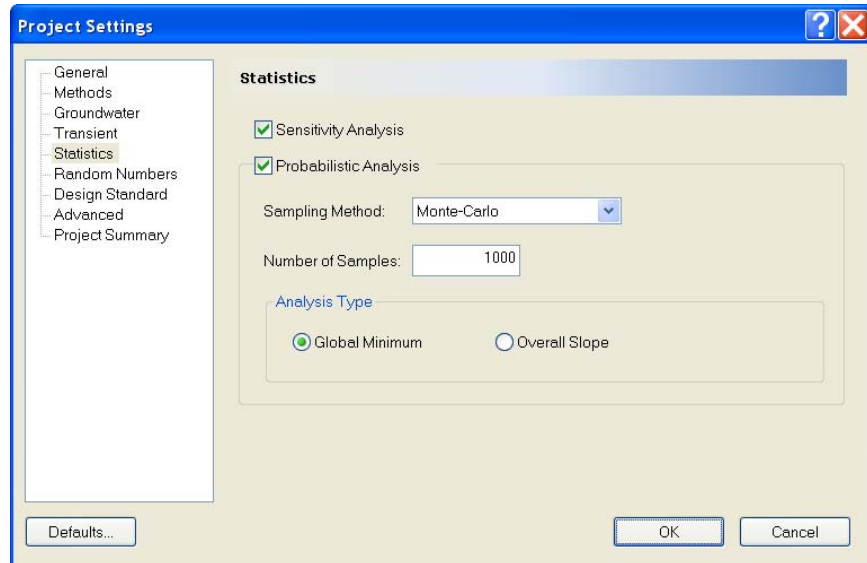 Project Settings
General
Methods
Groundwater
Transient
Statistics
Random Numbers
Design Standard
Advanced
Project Summary
Statistics
Sensitivity Analysis
Probabilistic Analysis
Sampling Method: Monte-Carlo
Number of Samples: 1000
Analysis Type
Global Minimum Overall Slope
Defaults... OK Cancel